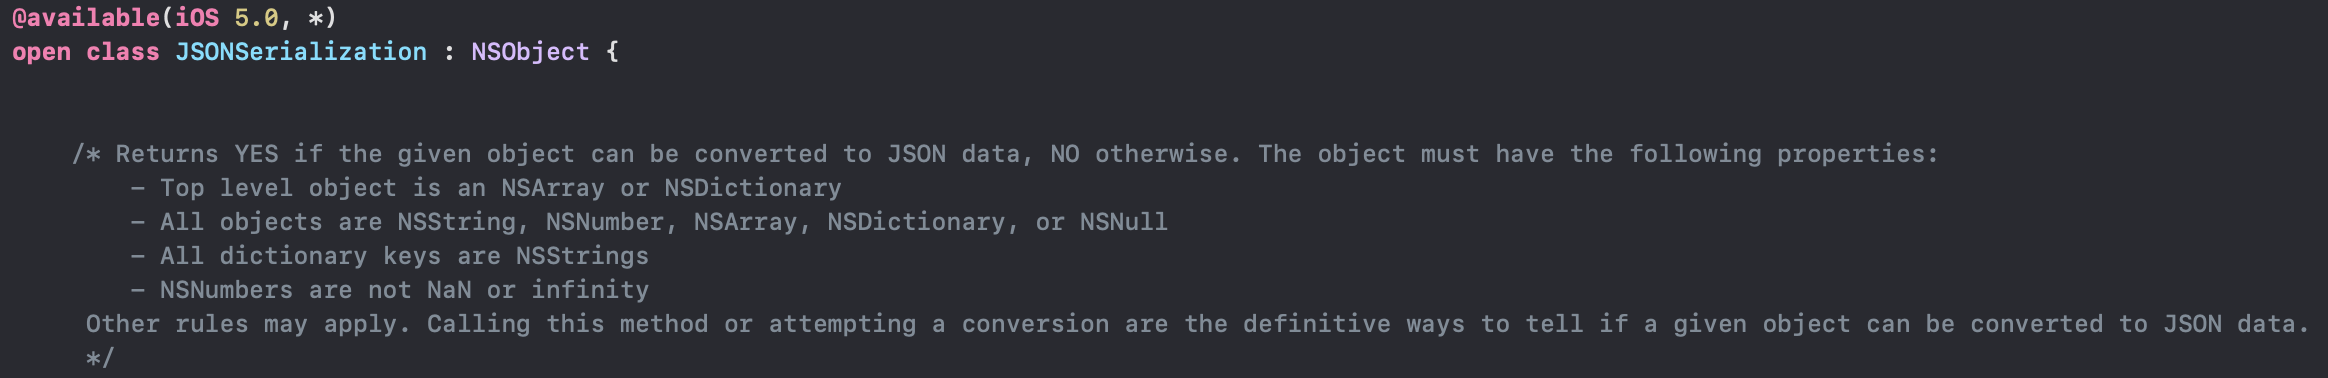 @available(iOS 5.0, *)
open class JSONSerialization : NSObject {
/* Returns YES if the given object can be converted to JSON data, NO otherwise. The object must have the following properties:
- Top level object is an NSArray or NSDictionary
- All objects are NSString, NSNumber, NSArray, NSDictionary, or NSNull
- All dictionary keys are NSStrings
- NSNumbers are not NaN or infinity
Other rules may apply. Calling this method or attempting a conversion are the definitive ways to tell if a given object can be converted to JSON data.
*/